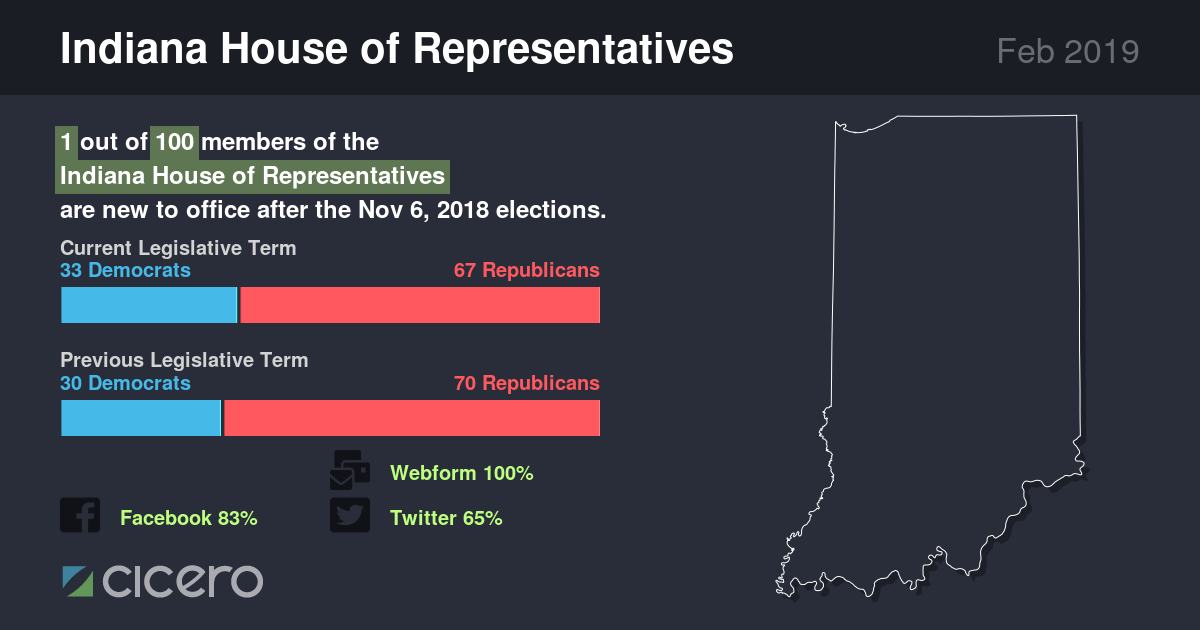 Indiana House of Representatives
Feb 2019
1 out of 100 members of the
Indiana House of Representatives
are new to office after the Nov 6, 2018 elections.
Current Legislative Term
33 Democrats
67 Republicans
Previous Legislative Term
30 Democrats
70 Republicans
Webform 100%
Facebook 83%
Twitter 65%
cicero